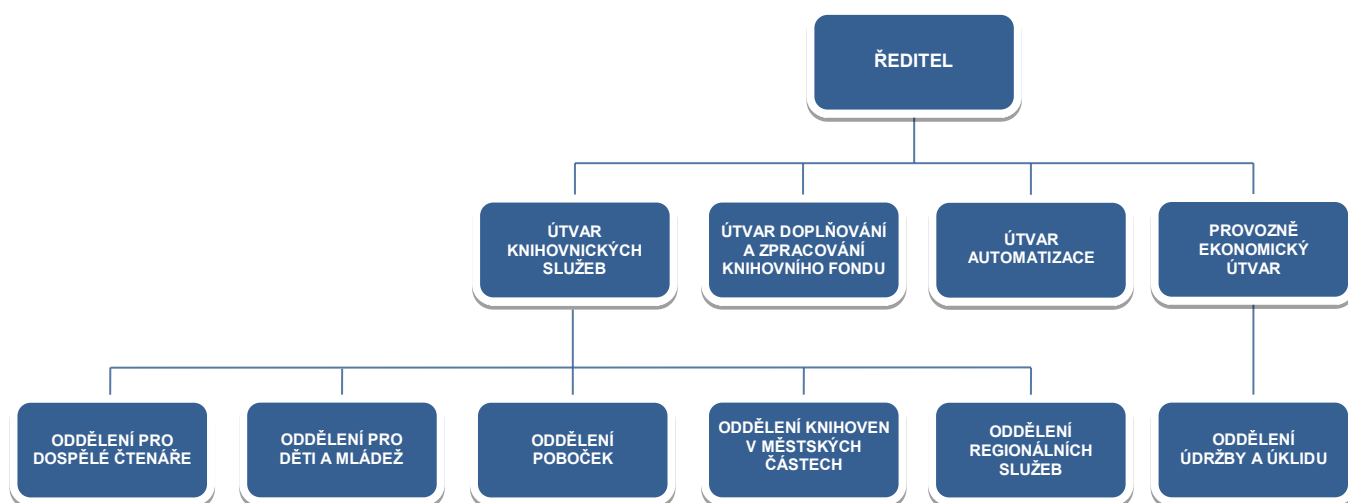 ŘEDITEL
ÚTVAR
KNIHOVNICKÝCH
SLUŽEB
ÚTVAR DOPLŇOVÁNÍ
A ZPRACOVÁNÍ
KNIHOVNÍHO FONDU
ÚTVAR
AUTOMATIZACE
PROVOZNĚ
EKONOMICKÝ
ÚTVAR
ODDĚLENÍ PRO
DOSPĚLÉ ČTENÁŘE
ODDĚLENÍ PRO
DĚTI A MLÁDEŽ
ODDĚLENÍ
POBOČEK
ODDĚLENÍ KNIHOVEN
V MĚSTSKÝCH
ČÁSTECH
ODDĚLENÍ
REGIONÁLNÍCH
SLUŽEB
ODDĚLENÍ
ÚDRŽBY A ÚKLIDU